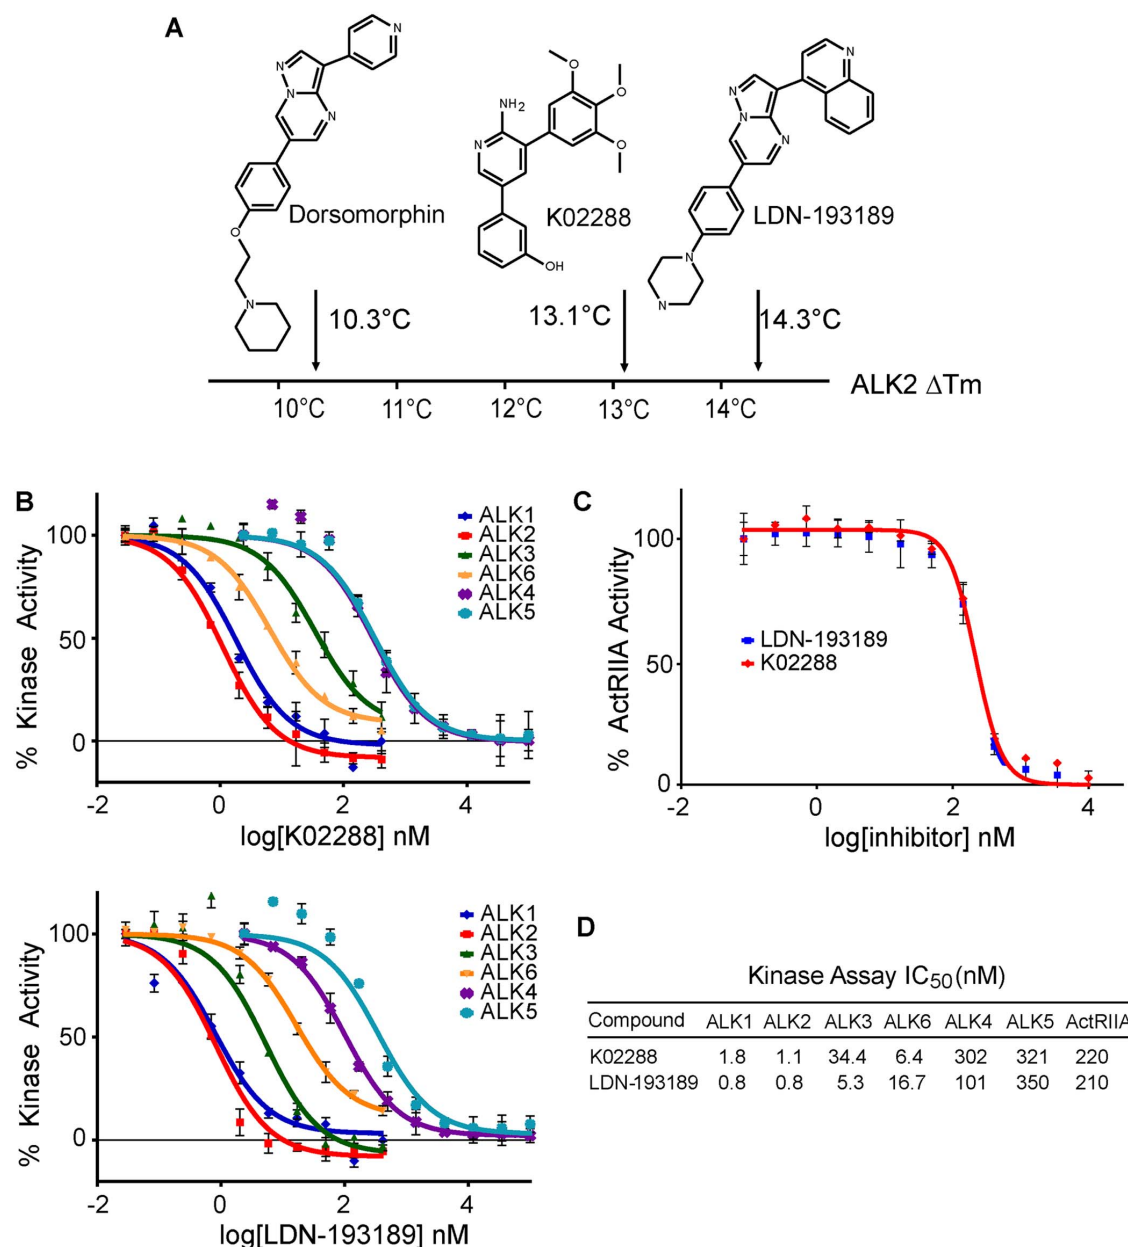 A
N
N
N
N
N
O
N
Dorsomorphin
NH2
N
O
O
O
OH
K02288
N
N
N
N
N
N
LDN-193189
10.3°C
13.1°C
14.3°C
10°C 11°C 12°C 13°C 14°C
ALK2 ΔTm
B
% Kinase Activity
100
50
0
-2 0 2 4
log[K02288] nM
ALK1
ALK2
ALK3
ALK6
ALK4
ALK5
C
% ActRIIA Activity
100
50
0
-2 0 2 4
log[inhibitor] nM
LDN-193189
K02288
% Kinase Activity
100
50
0
-2 0 2 4
log[LDN-193189] nM
ALK1
ALK2
ALK3
ALK6
ALK4
ALK5
D
Kinase Assay IC50(nM)
Compound ALK1 ALK2 ALK3 ALK6 ALK4 ALK5 ActRIIA
K02288 1.8 1.1 34.4 6.4 302 321 220
LDN-193189 0.8 0.8 5.3 16.7 101 350 210